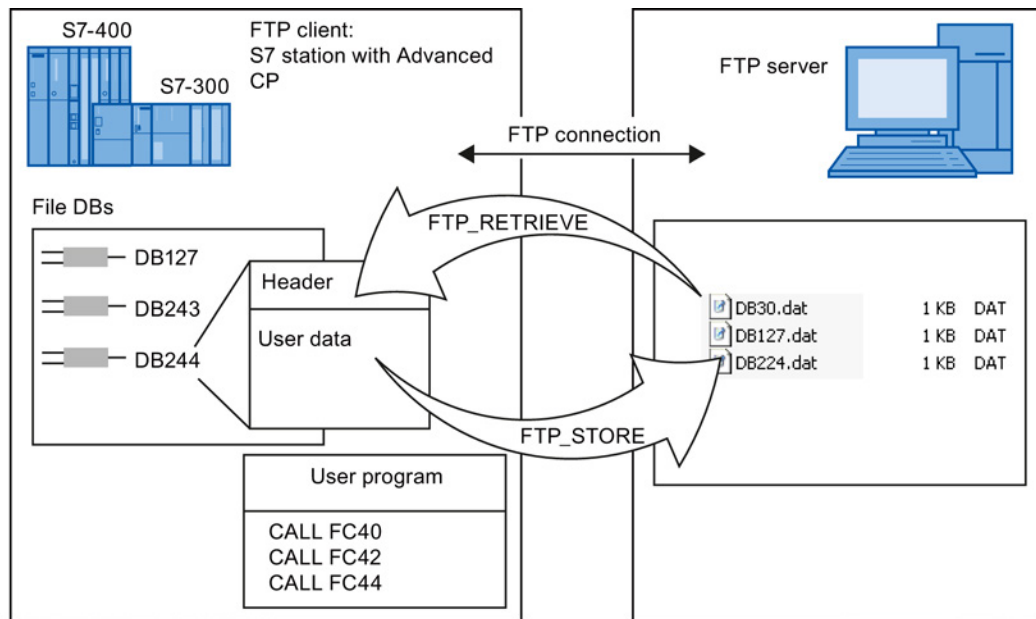 S7-400
S7-300
FTP client:
S7 station with Advanced
CP
FTP server
FTP connection
File DBs
DB127
DB243
DB244
Header
User data
FTP_RETRIEVE
FTP_STORE
DB30.dat 1 KB DAT
DB127.dat 1 KB DAT
DB224.dat 1 KB DAT
User program
CALL FC40
CALL FC42
CALL FC44